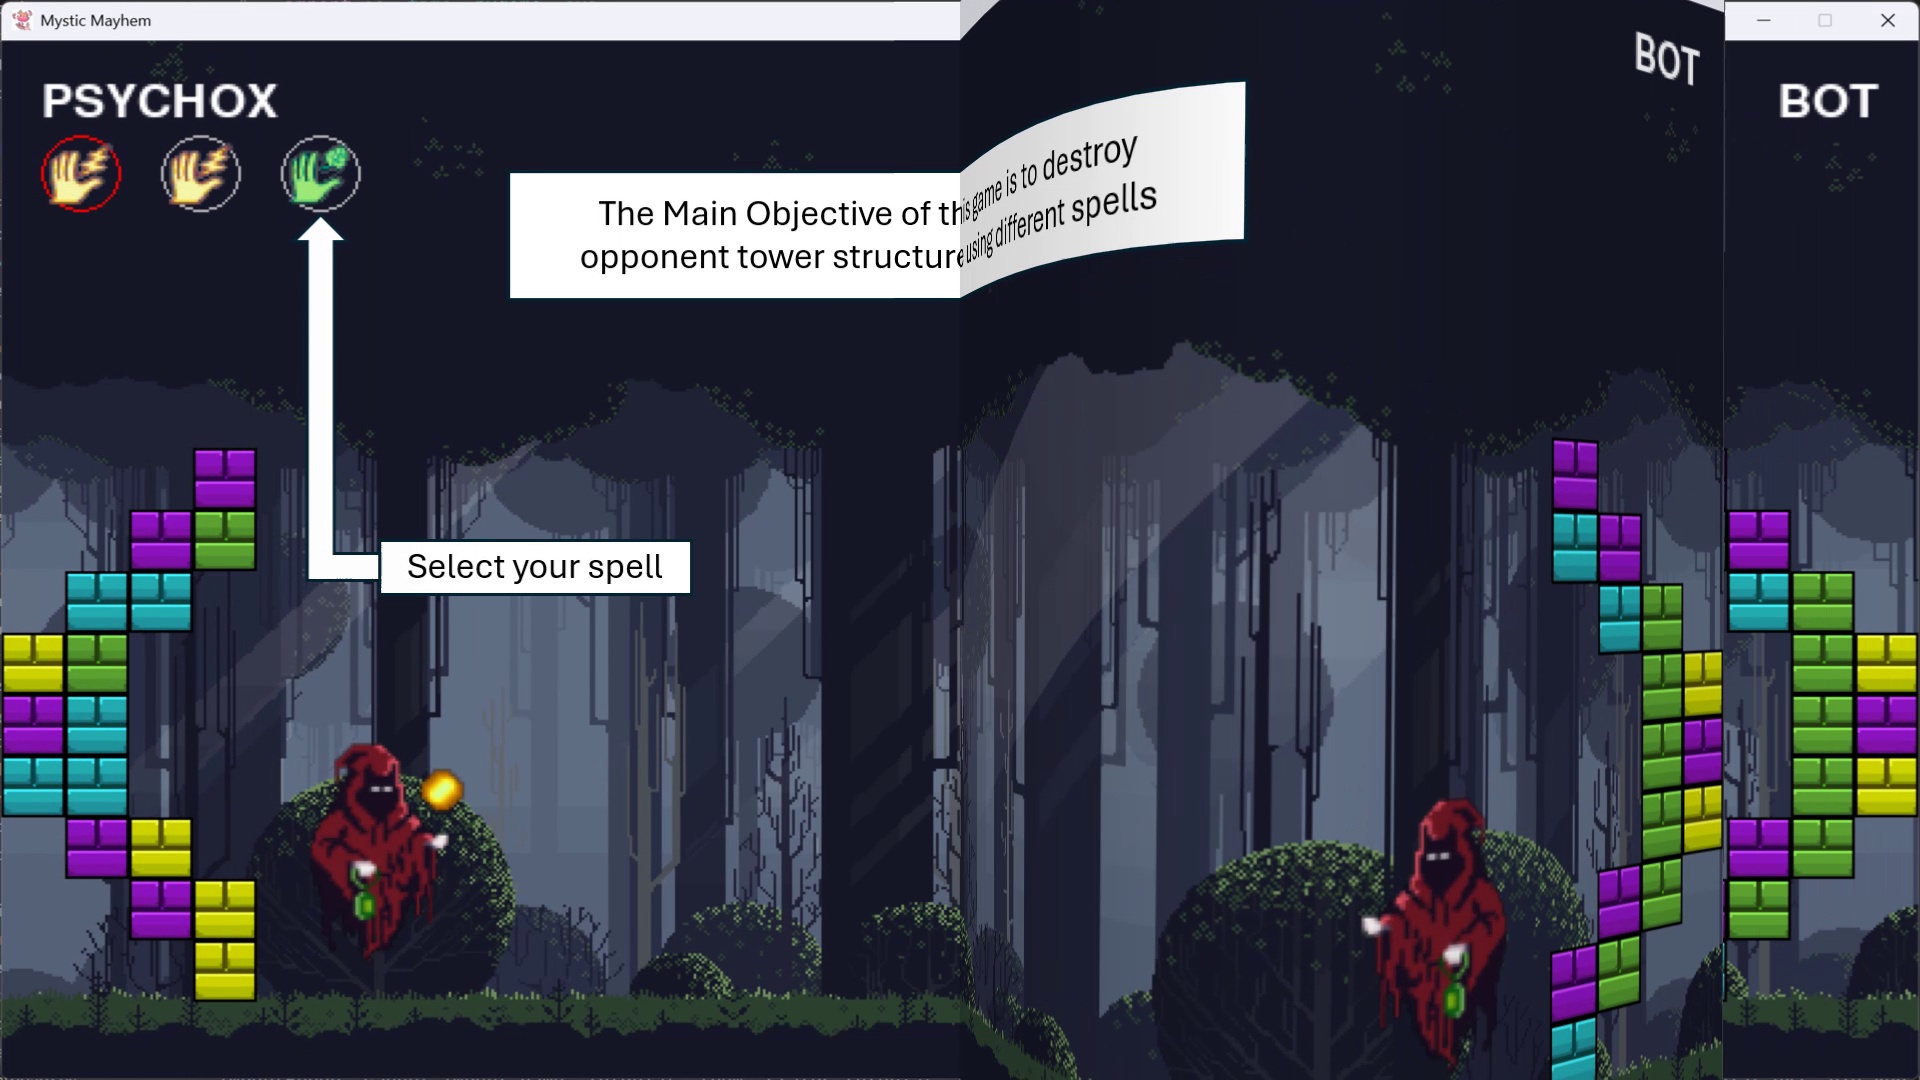 Mystic Mayhem
PSYCHOX
BOT
BOT
The Main Objective of this game is to destroy
opponent tower structure using different spells
Select your spell